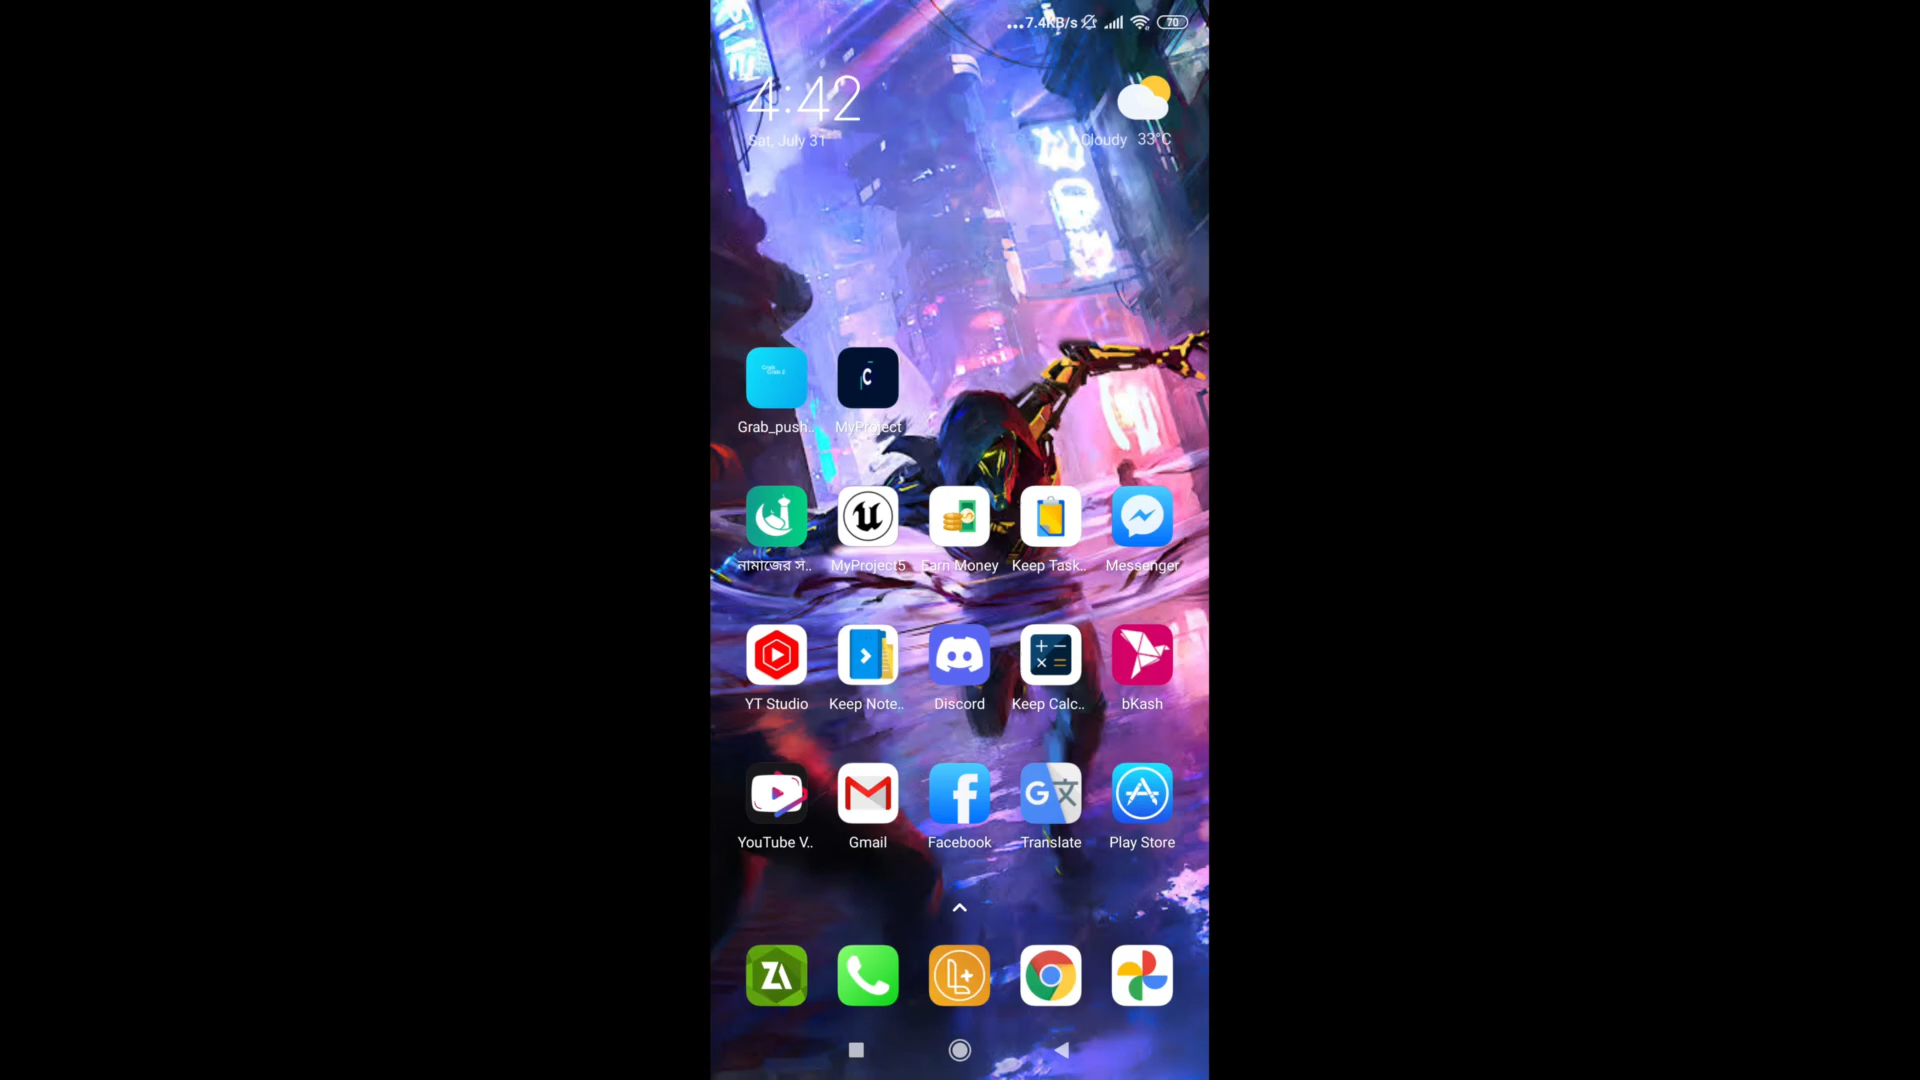 ...7.4KB/s 70
4:42
Sat, July 31
Cloudy 33°C
Grab_push.. MyProject
নামাজের স.. MyProject5 Earn Money Keep Task.. Messenger
YT Studio Keep Note.. Discord Keep Calc.. bKash
YouTube V.. Gmail Facebook Translate Play Store